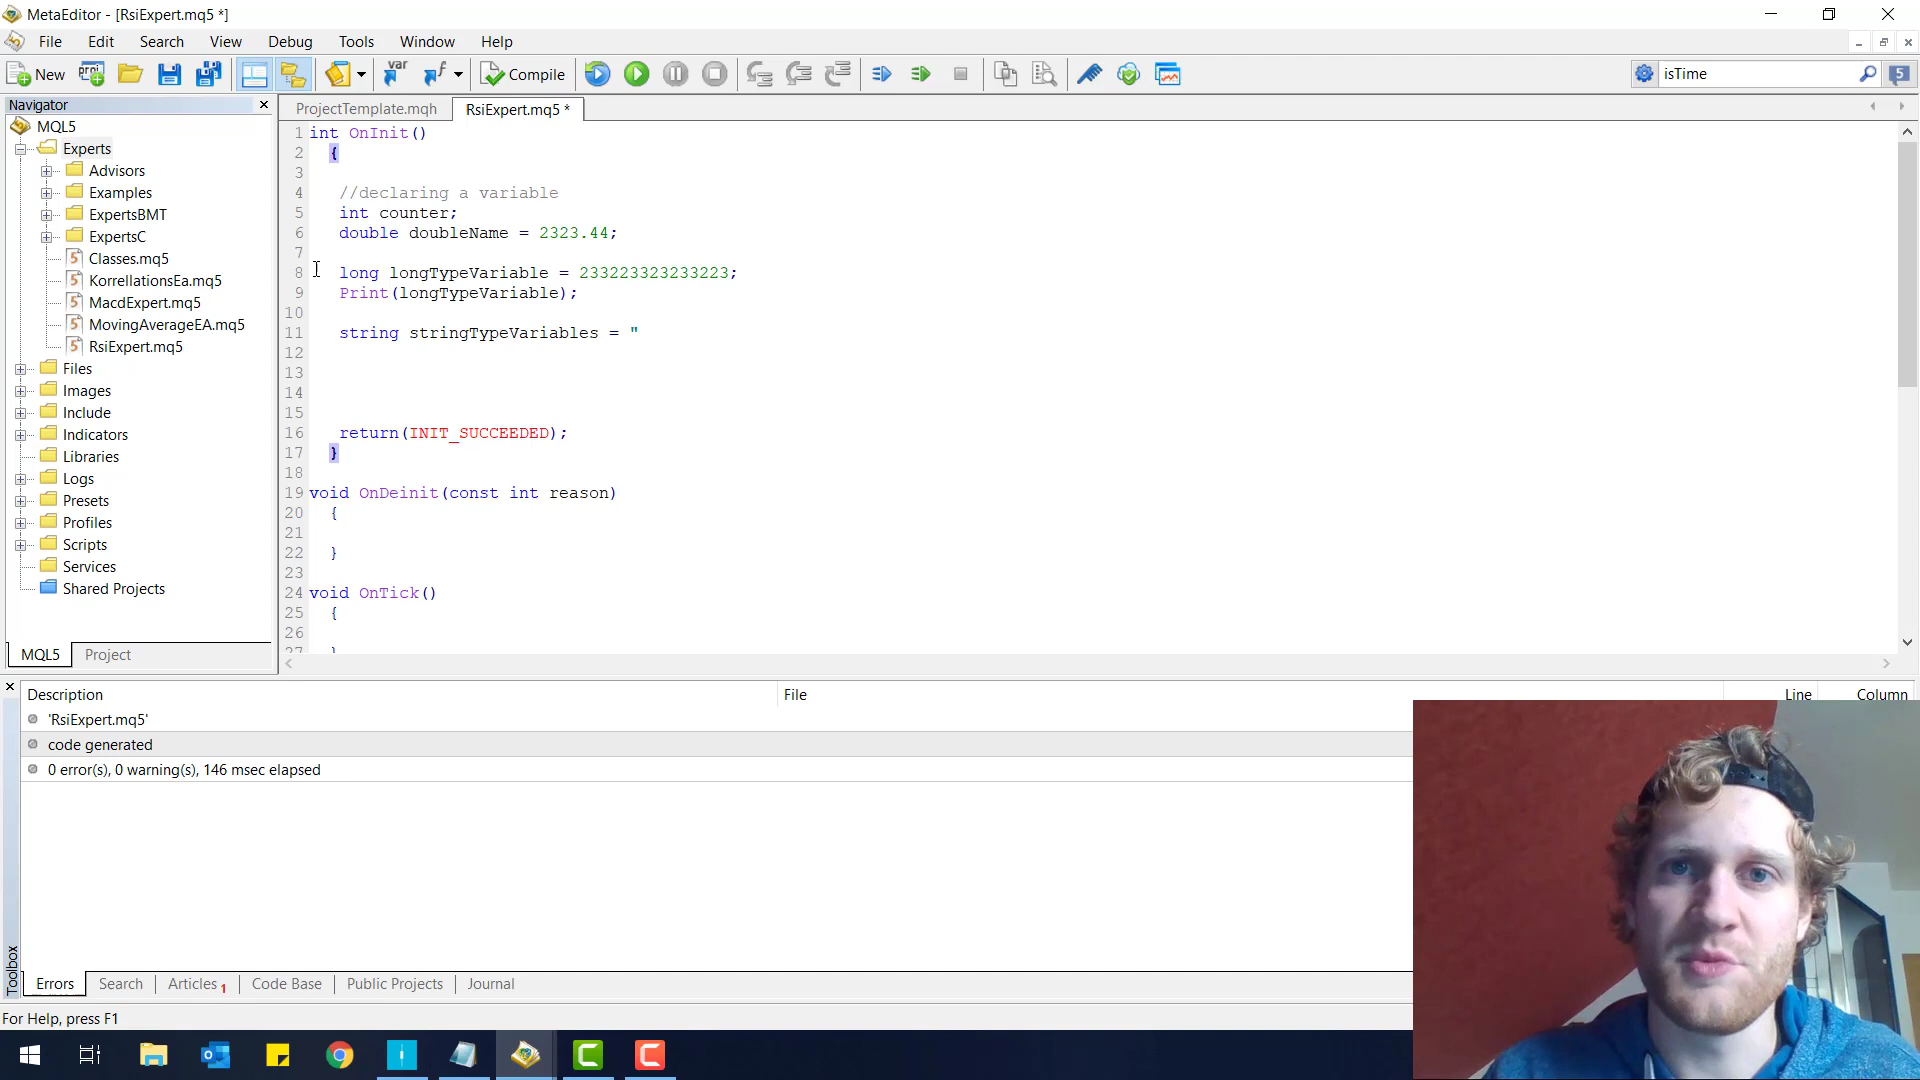 MetaEditor - [RsiExpert.mq5 *]
File Edit Search View Debug Tools Window Help
New Compile isTime 5
Navigator
ProjectTemplate.mqh RsiExpert.mq5 *
MQL5
Experts
Advisors
Examples
ExpertsBMT
ExpertsC
Classes.mq5
KorrellationsEa.mq5
MacdExpert.mq5
MovingAverageEA.mq5
RsiExpert.mq5
Files
Images
Include
Indicators
Libraries
Logs
Presets
Profiles
Scripts
Services
Shared Projects
MQL5 Project
1 int OnInit()
2 {
3
4 //declaring a variable
5 int counter;
6 double doubleName = 2323.44;
7
8 long longTypeVariable = 233223323233223;
9 Print(longTypeVariable);
10
11 string stringTypeVariables = "
12
13
14
15
16 return(INIT_SUCCEEDED);
17 }
18
19 void OnDeinit(const int reason)
20 {
21
22 }
23
24 void OnTick()
25 {
26
27 }
Description File Line Column
'RsiExpert.mq5'
code generated
0 error(s), 0 warning(s), 146 msec elapsed
Toolbox
Errors Search Articles 1 Code Base Public Projects Journal
For Help, press F1